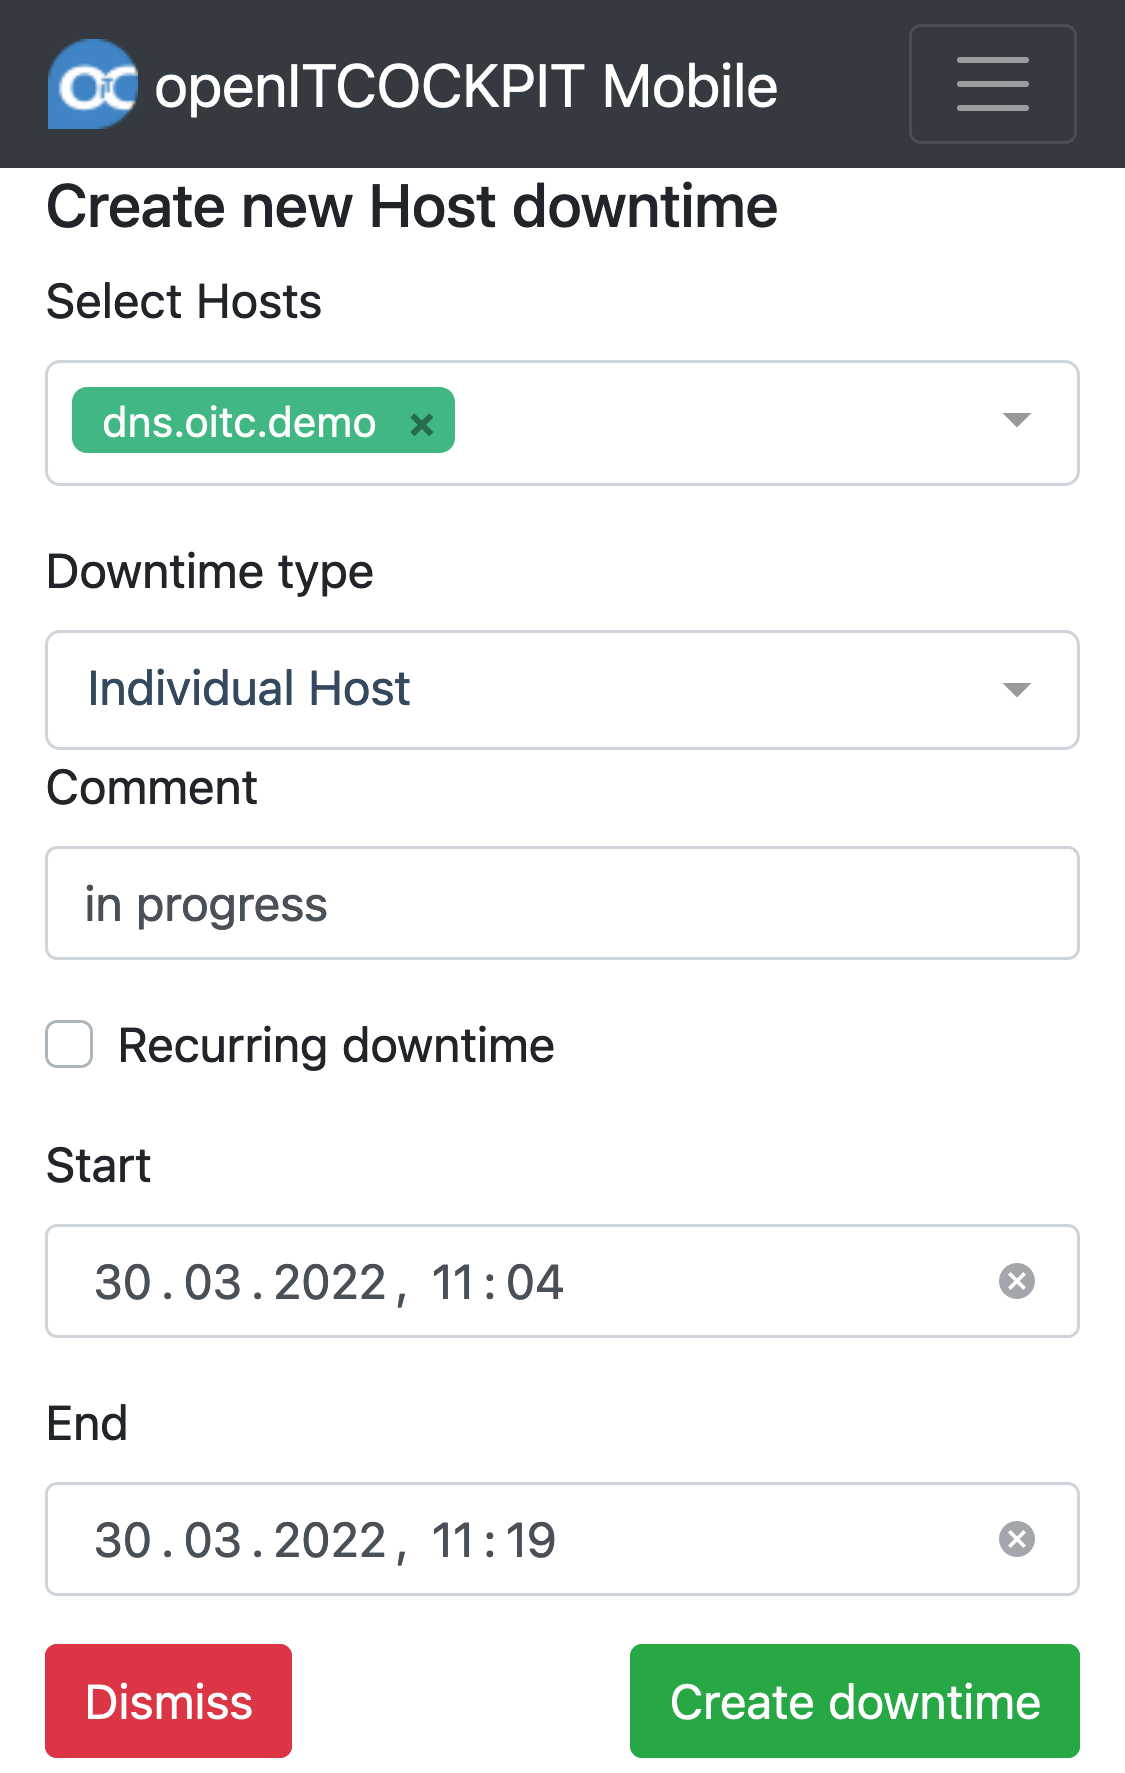 openITCOCKPIT Mobile
Create new Host downtime
Select Hosts
dns.oitc.demo ×
Downtime type
Individual Host
Comment
in progress
Recurring downtime
Start
30.03.2022, 11:04
End
30.03.2022, 11:19
Dismiss
Create downtime